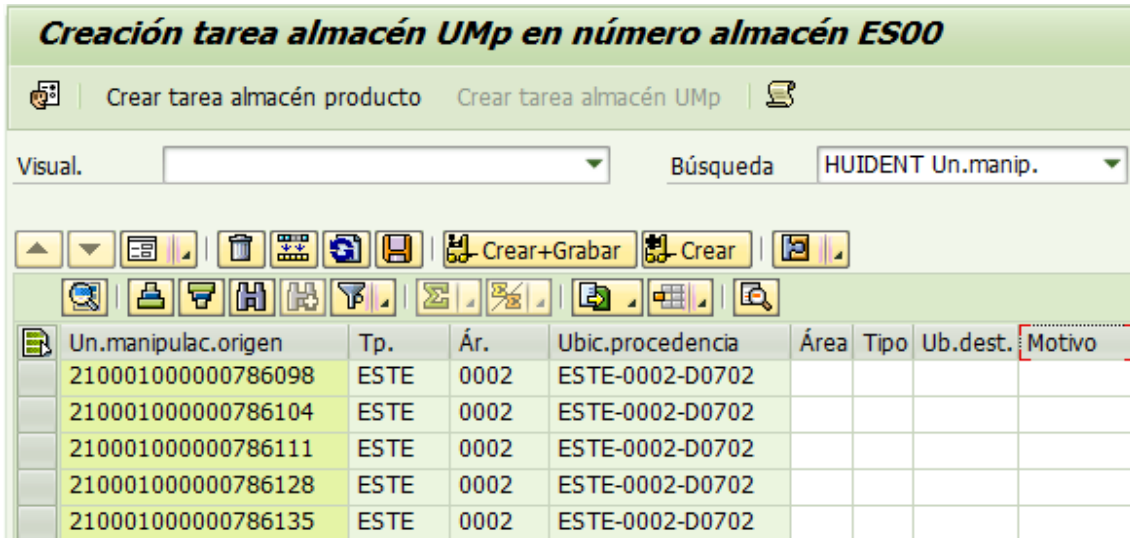 Creación tarea almacén UMp en número almacén ES00
Crear tarea almacén producto Crear tarea almacén UMp
Visual. Búsqueda HUIDENT Un.manip.
Crear+Grabar Crear
Un.manipulac.origen Tp. Ár. Ubic.procedencia Área Tipo Ub.dest. Motivo
210001000000786098 ESTE 0002 ESTE-0002-D0702
210001000000786104 ESTE 0002 ESTE-0002-D0702
210001000000786111 ESTE 0002 ESTE-0002-D0702
210001000000786128 ESTE 0002 ESTE-0002-D0702
210001000000786135 ESTE 0002 ESTE-0002-D0702